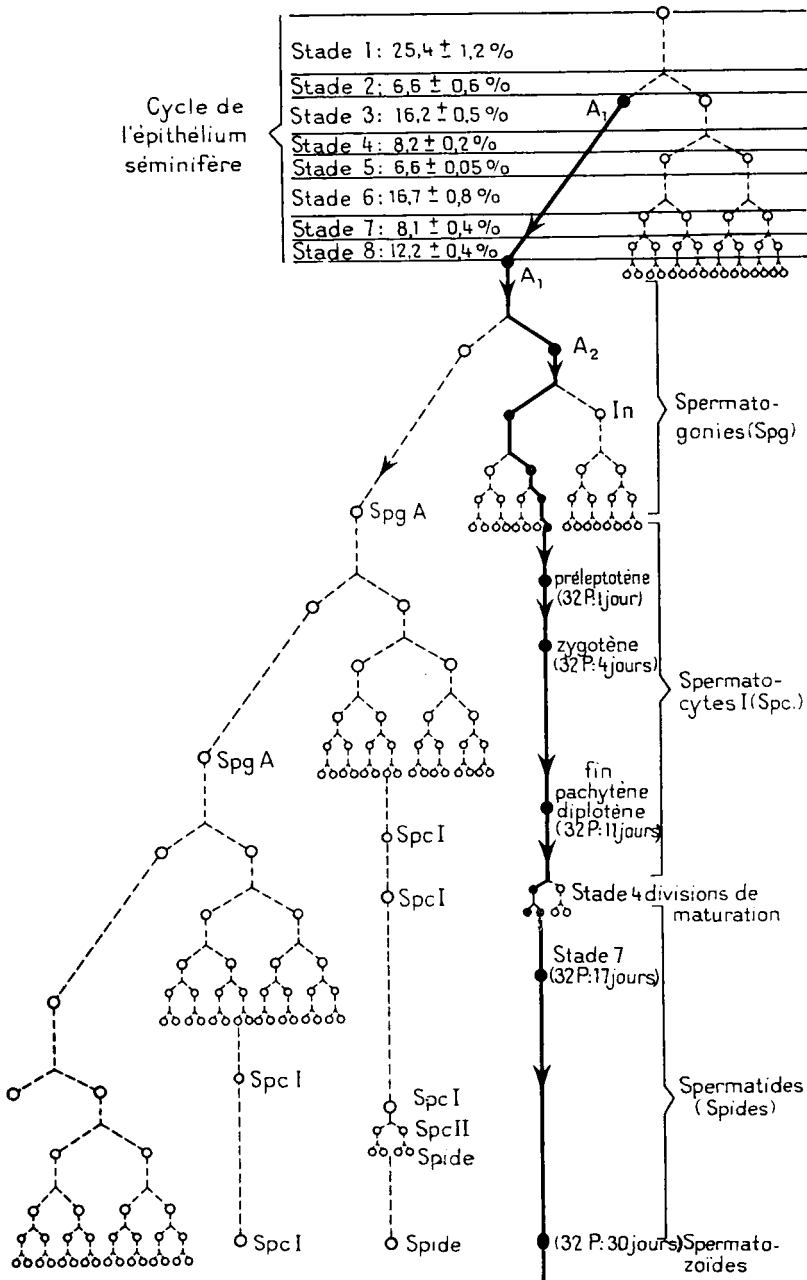 Cycle de
l'épithélium
séminifère
Stade 1: 25,4 ± 1,2 %
Stade 2: 6,6 ± 0,6 %
Stade 3: 16,2 ± 0,5 %
Stade 4: 8,2 ± 0,2 %
Stade 5: 6,6 ± 0,05 %
Stade 6: 16,7 ± 0,8 %
Stade 7: 8,1 ± 0,4 %
Stade 8: 12,2 ± 0,4 %
A₁
A₁
A₂
In
Spermato-
gonies (Spg)
Spg A
préleptotène
(32P: 1 jour)
zygotène
(32P: 4 jours)
Spermato-
cytes I (Spc.)
Spg A
fin
pachytène
diplotène
(32P: 11 jours)
Spc I
Spc I
Stade 4 divisions de
maturation
Stade 7
(32P: 17 jours)
Spc I
Spc I
Spc II
Spide
Spermatides
(Spides)
Spc I
Spide
(32P: 30 jours) Spermato-
zoïdes